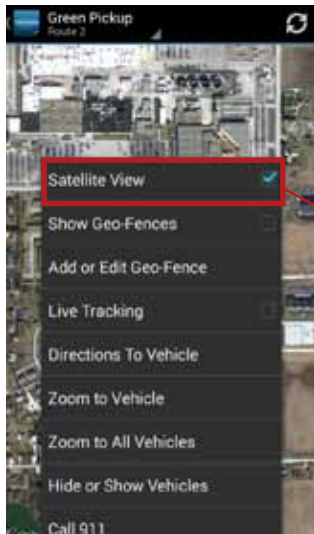 Green Pickup
Route 2
Satellite View
Show Geo-Fences
Add or Edit Geo-Fence
Live Tracking
Directions To Vehicle
Zoom to Vehicle
Zoom to All Vehicles
Hide or Show Vehicles
Call 911